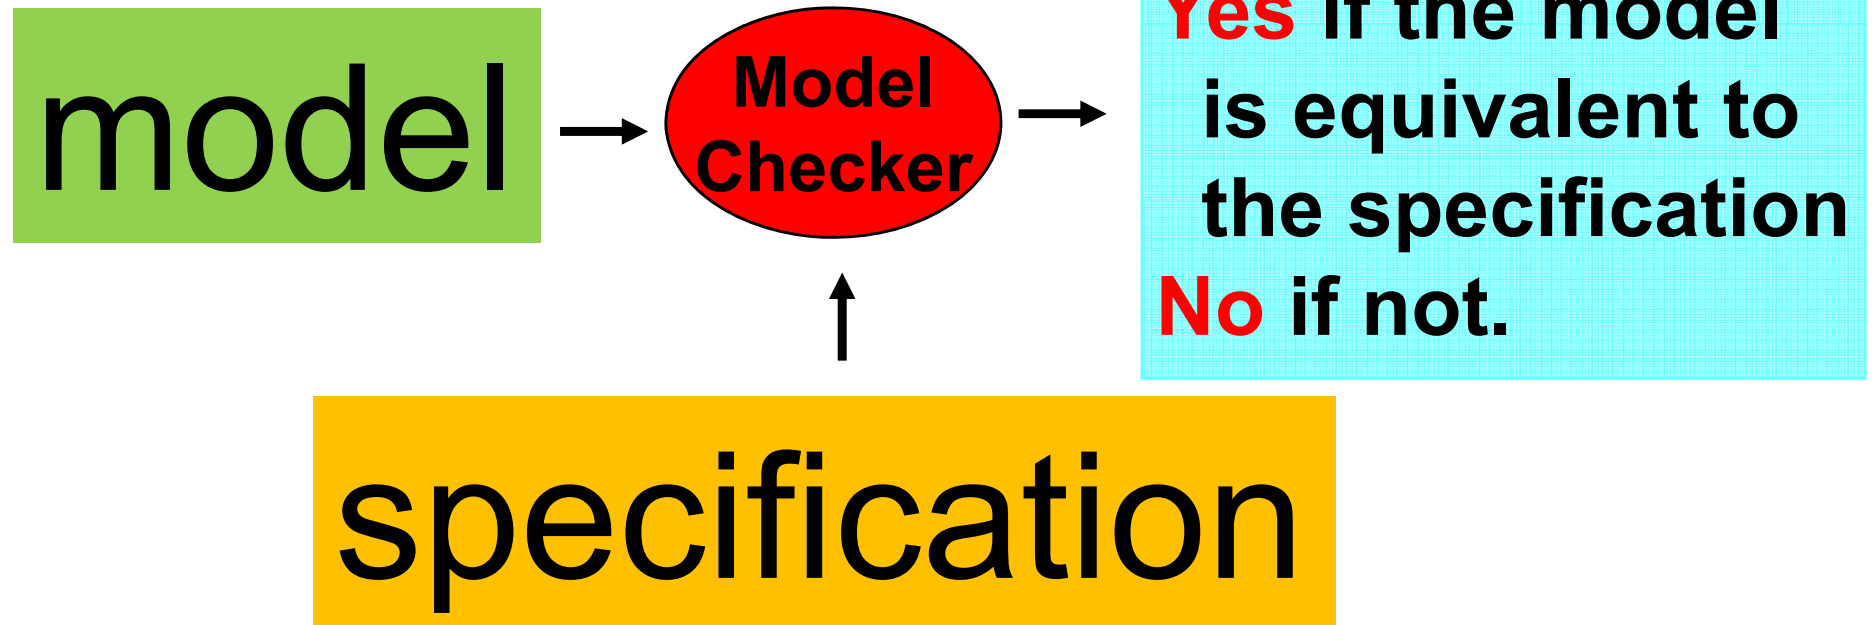 model
Model
Checker
Yes if the model
is equivalent to
the specification
No if not.
specification